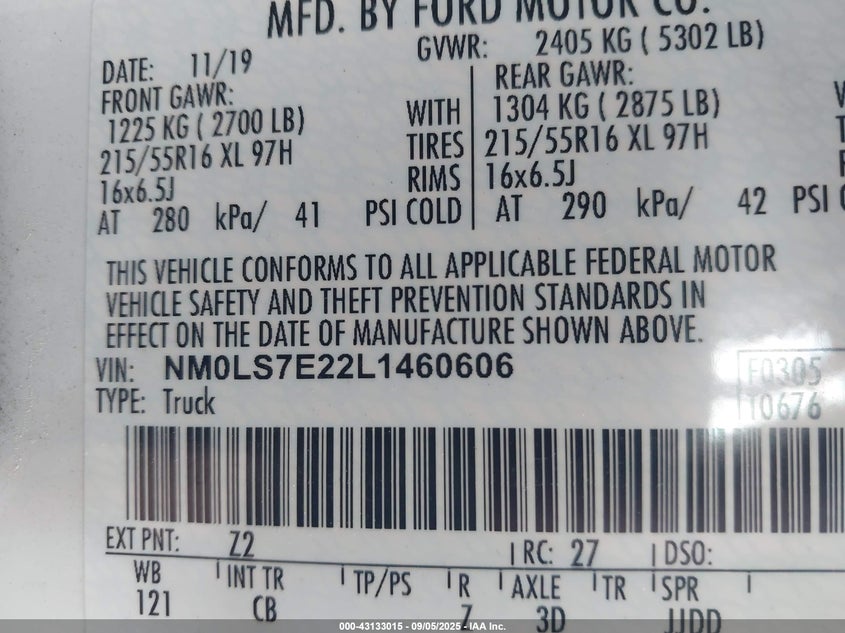 MFD. BY FORD MOTOR CO.
DATE: 11/19 GVWR: 2405 KG ( 5302 LB)
FRONT GAWR: REAR GAWR:
1225 KG ( 2700 LB) WITH 1304 KG ( 2875 LB)
215/55R16 XL 97H TIRES 215/55R16 XL 97H
16x6.5J RIMS 16x6.5J
AT 280 kPa/ 41 PSI COLD AT 290 kPa/ 42 PSI
THIS VEHICLE CONFORMS TO ALL APPLICABLE FEDERAL MOTOR
VEHICLE SAFETY AND THEFT PREVENTION STANDARDS IN
EFFECT ON THE DATE OF MANUFACTURE SHOWN ABOVE.
VIN: NM0LS7E22L1460606 F0305
TYPE: Truck T0676
EXT PNT: Z2 RC: 27 DSO:
WB INT TR TP/PS R AXLE TR SPR
121 CB 7 3D JJDD
000-43133015 - 09/05/2025 - IAA Inc.